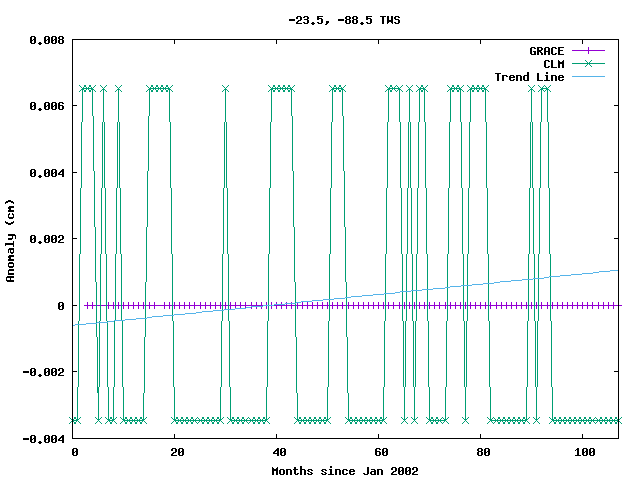 -23.5, -88.5 TWS
GRACE
CLM
Trend Line
0.008
0.006
0.004
0.002
0
-0.002
-0.004
Anomaly (cm)
0 20 40 60 80 100
Months since Jan 2002